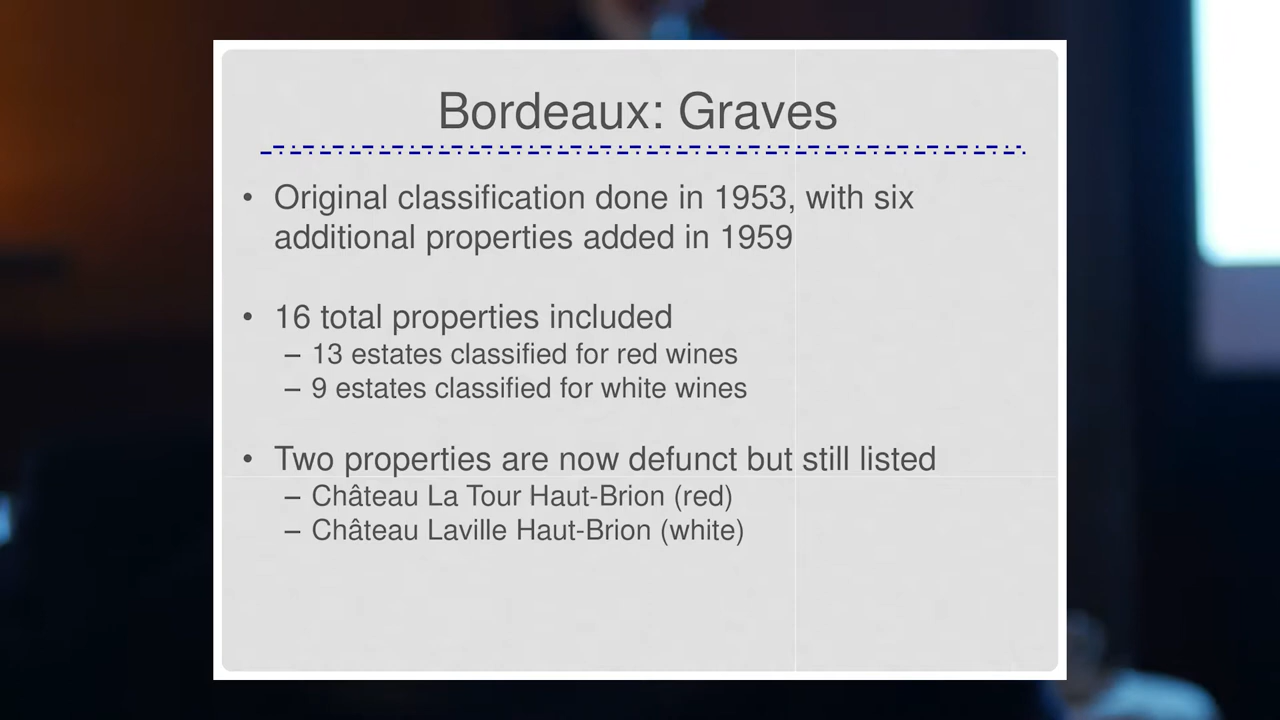 Bordeaux: Graves
• Original classification done in 1953, with six
additional properties added in 1959
• 16 total properties included
– 13 estates classified for red wines
– 9 estates classified for white wines
• Two properties are now defunct but still listed
– Château La Tour Haut-Brion (red)
– Château Laville Haut-Brion (white)